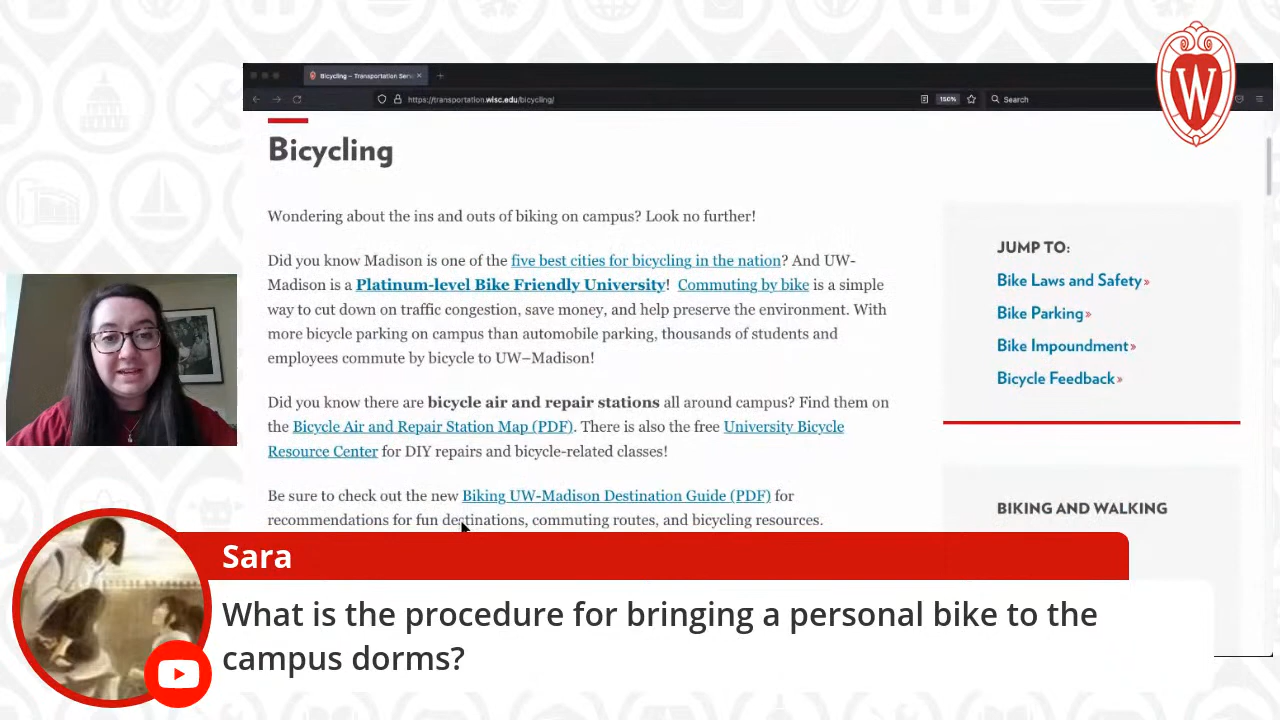 Bicycling – Transportation Serv
https://transportation.wisc.edu/bicycling/
150%
Search
W
Bicycling
Wondering about the ins and outs of biking on campus? Look no further!
Did you know Madison is one of the five best cities for bicycling in the nation? And UW-
Madison is a Platinum-level Bike Friendly University! Commuting by bike is a simple
way to cut down on traffic congestion, save money, and help preserve the environment. With
more bicycle parking on campus than automobile parking, thousands of students and
employees commute by bicycle to UW–Madison!
Did you know there are bicycle air and repair stations all around campus? Find them on
the Bicycle Air and Repair Station Map (PDF). There is also the free University Bicycle
Resource Center for DIY repairs and bicycle-related classes!
Be sure to check out the new Biking UW-Madison Destination Guide (PDF) for
recommendations for fun destinations, commuting routes, and bicycling resources.
JUMP TO:
Bike Laws and Safety»
Bike Parking»
Bike Impoundment»
Bicycle Feedback»
BIKING AND WALKING
Sara
What is the procedure for bringing a personal bike to the
campus dorms?